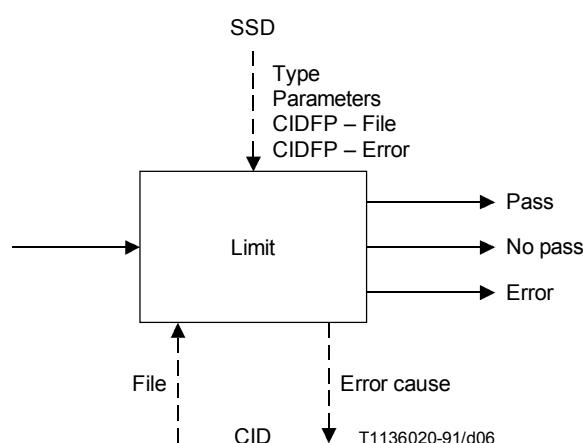 SSD
Type
Parameters
CIDFP – File
CIDFP – Error
Pass
Limit
No pass
Error
File
Error cause
CID
T1136020-91/d06